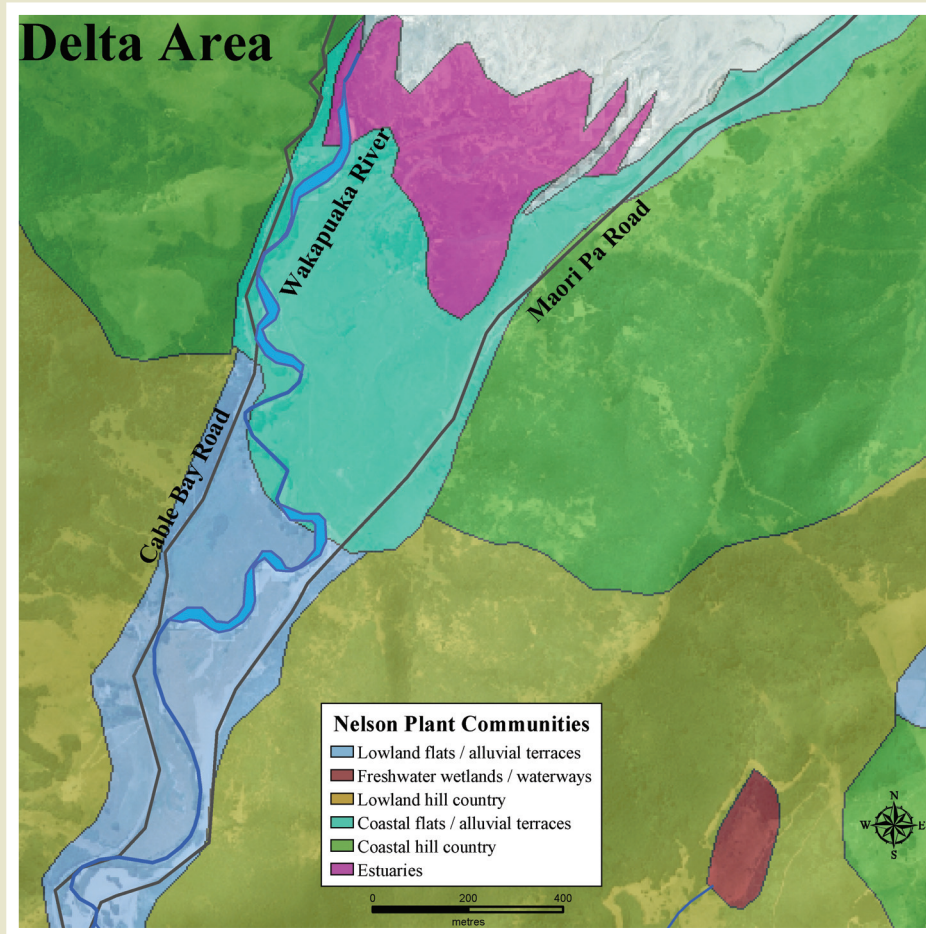 Delta Area
Wakapuaka River
Maori Pa Road
Cable Bay Road
Nelson Plant Communities
Lowland flats / alluvial terraces
Freshwater wetlands / waterways
Lowland hill country
Coastal flats / alluvial terraces
Coastal hill country
Estuaries
N
W
E
S
0 200 400
metres